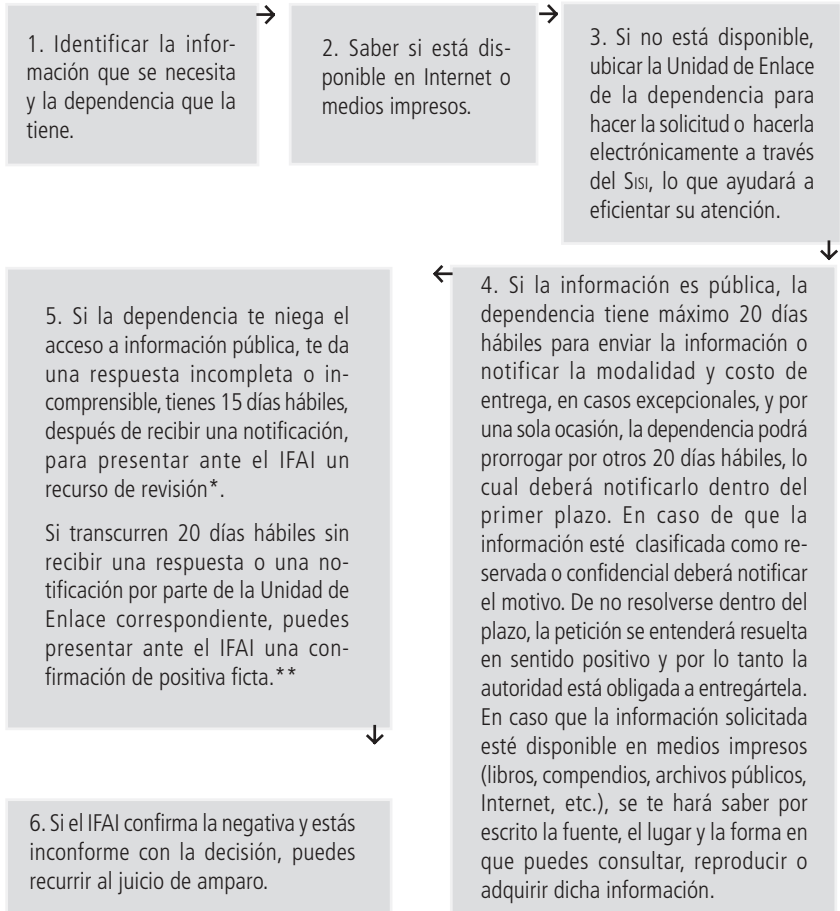 1. Identificar la infor-
mación que se necesita
y la dependencia que la
tiene.
2. Saber si está dis-
ponible en Internet o
medios impresos.
3. Si no está disponible,
ubicar la Unidad de Enlace
de la dependencia para
hacer la solicitud o hacerla
electrónicamente a través
del SISI, lo que ayudará a
eficientar su atención.
4. Si la información es pública, la
dependencia tiene máximo 20 días
hábiles para enviar la información o
notificar la modalidad y costo de
entrega, en casos excepcionales, y por
una sola ocasión, la dependencia podrá
prorrogar por otros 20 días hábiles, lo
cual deberá notificarlo dentro del
primer plazo. En caso de que la
información esté clasificada como re-
servada o confidencial deberá notificar
el motivo. De no resolverse dentro del
plazo, la petición se entenderá resuelta
en sentido positivo y por lo tanto la
autoridad está obligada a entregártela.
En caso que la información solicitada
esté disponible en medios impresos
(libros, compendios, archivos públicos,
Internet, etc.), se te hará saber por
escrito la fuente, el lugar y la forma en
que puedes consultar, reproducir o
adquirir dicha información.
5. Si la dependencia te niega el
acceso a información pública, te da
una respuesta incompleta o in-
comprensible, tienes 15 días hábiles,
después de recibir una notificación,
para presentar ante el IFAI un
recurso de revisión*.
Si transcurren 20 días hábiles sin
recibir una respuesta o una no-
tificación por parte de la Unidad de
Enlace correspondiente, puedes
presentar ante el IFAI una con-
firmación de positiva ficta.**
6. Si el IFAI confirma la negativa y estás
inconforme con la decisión, puedes
recurrir al juicio de amparo.